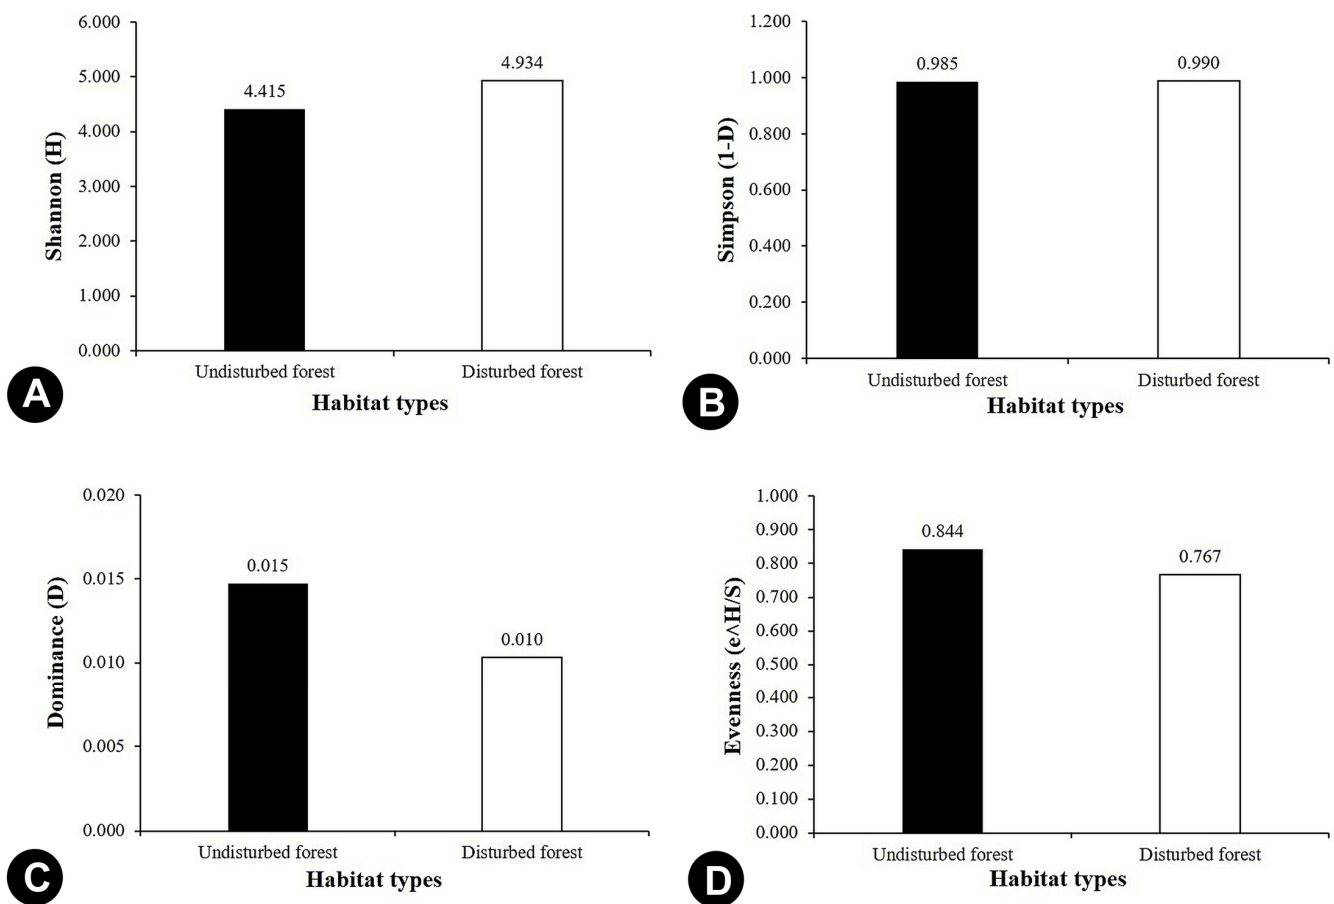 6.000
5.000
4.000
3.000
2.000
1.000
0.000
Shannon (H)
4.415
4.934
Undisturbed forest
Disturbed forest
Habitat types
A
1.200
1.000
0.800
0.600
0.400
0.200
0.000
Simpson (1-D)
0.985
0.990
Undisturbed forest
Disturbed forest
Habitat types
B
0.020
0.015
0.010
0.005
0.000
Dominance (D)
0.015
0.010
Undisturbed forest
Disturbed forest
Habitat types
C
1.000
0.900
0.800
0.700
0.600
0.500
0.400
0.300
0.200
0.100
0.000
Evenness (e^H/S)
0.844
0.767
Undisturbed forest
Disturbed forest
Habitat types
D